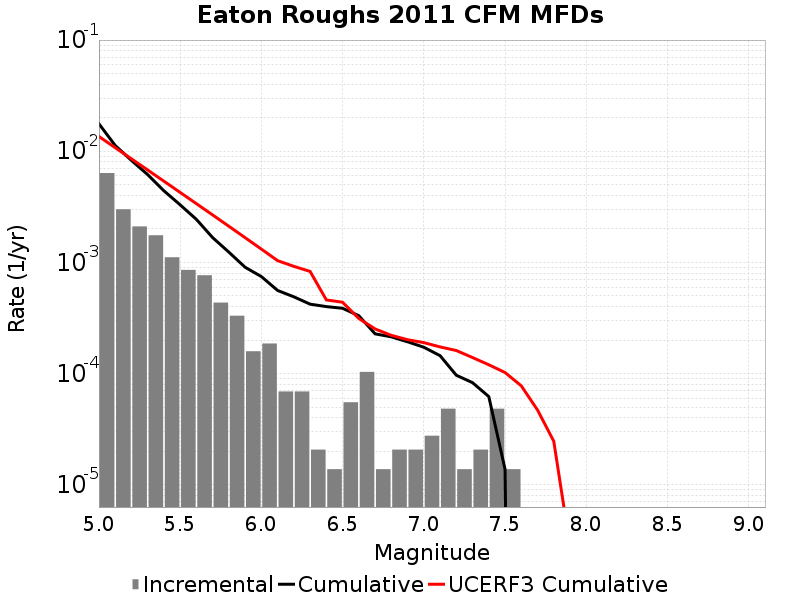 Eaton Roughs 2011 CFM MFDs
10-1
10-2
10-3
10-4
10-5
Rate (1/yr)
5.0 5.5 6.0 6.5 7.0 7.5 8.0 8.5 9.0
Magnitude
Incremental Cumulative UCERF3 Cumulative